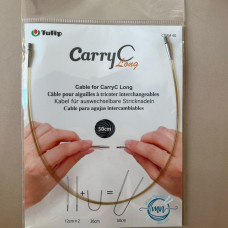 Tulip
CarryC
Long
Cable for CarryC Long
Câble pour aiguilles à tricoter interchangeables
Kabel für auswechselbare Stricknadeln
Cable para agujas intercambiables
50cm